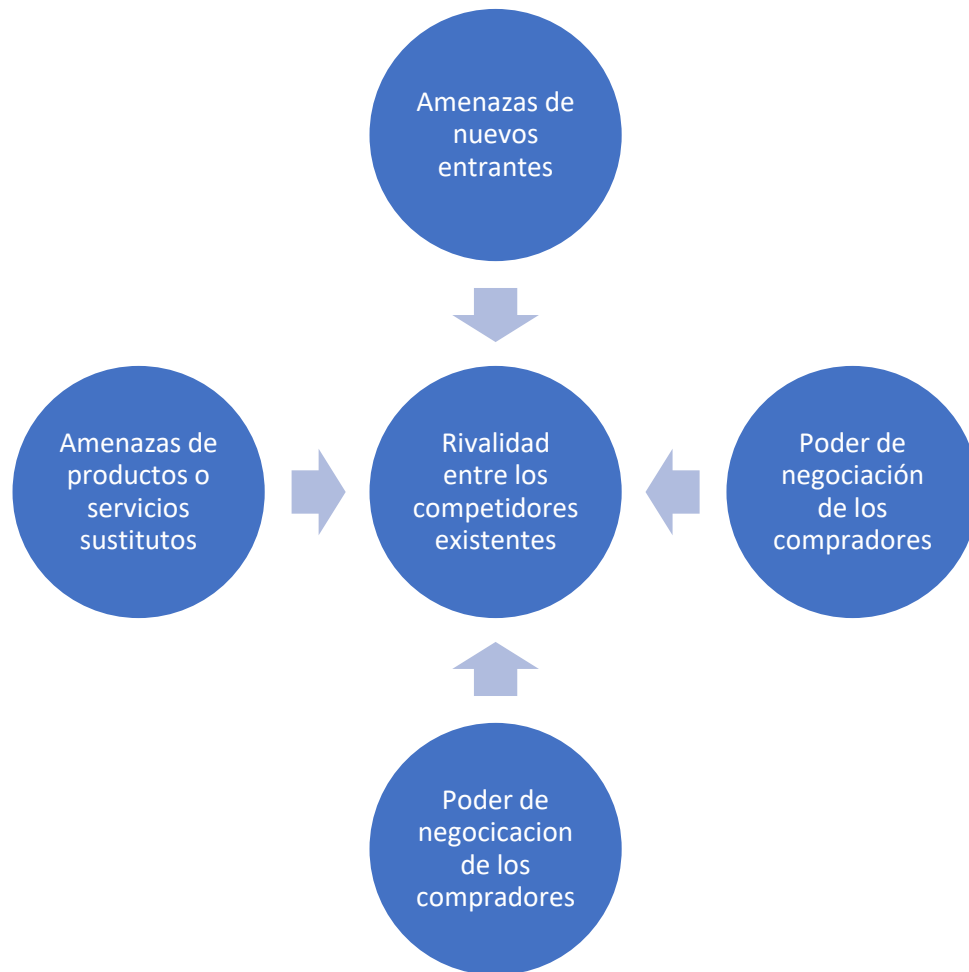 Amenazas de
nuevos
entrantes
Amenazas de
productos o
servicios
sustitutos
Rivalidad
entre los
competidores
existentes
Poder de
negociación
de los
compradores
Poder de
negocicacion
de los
compradores